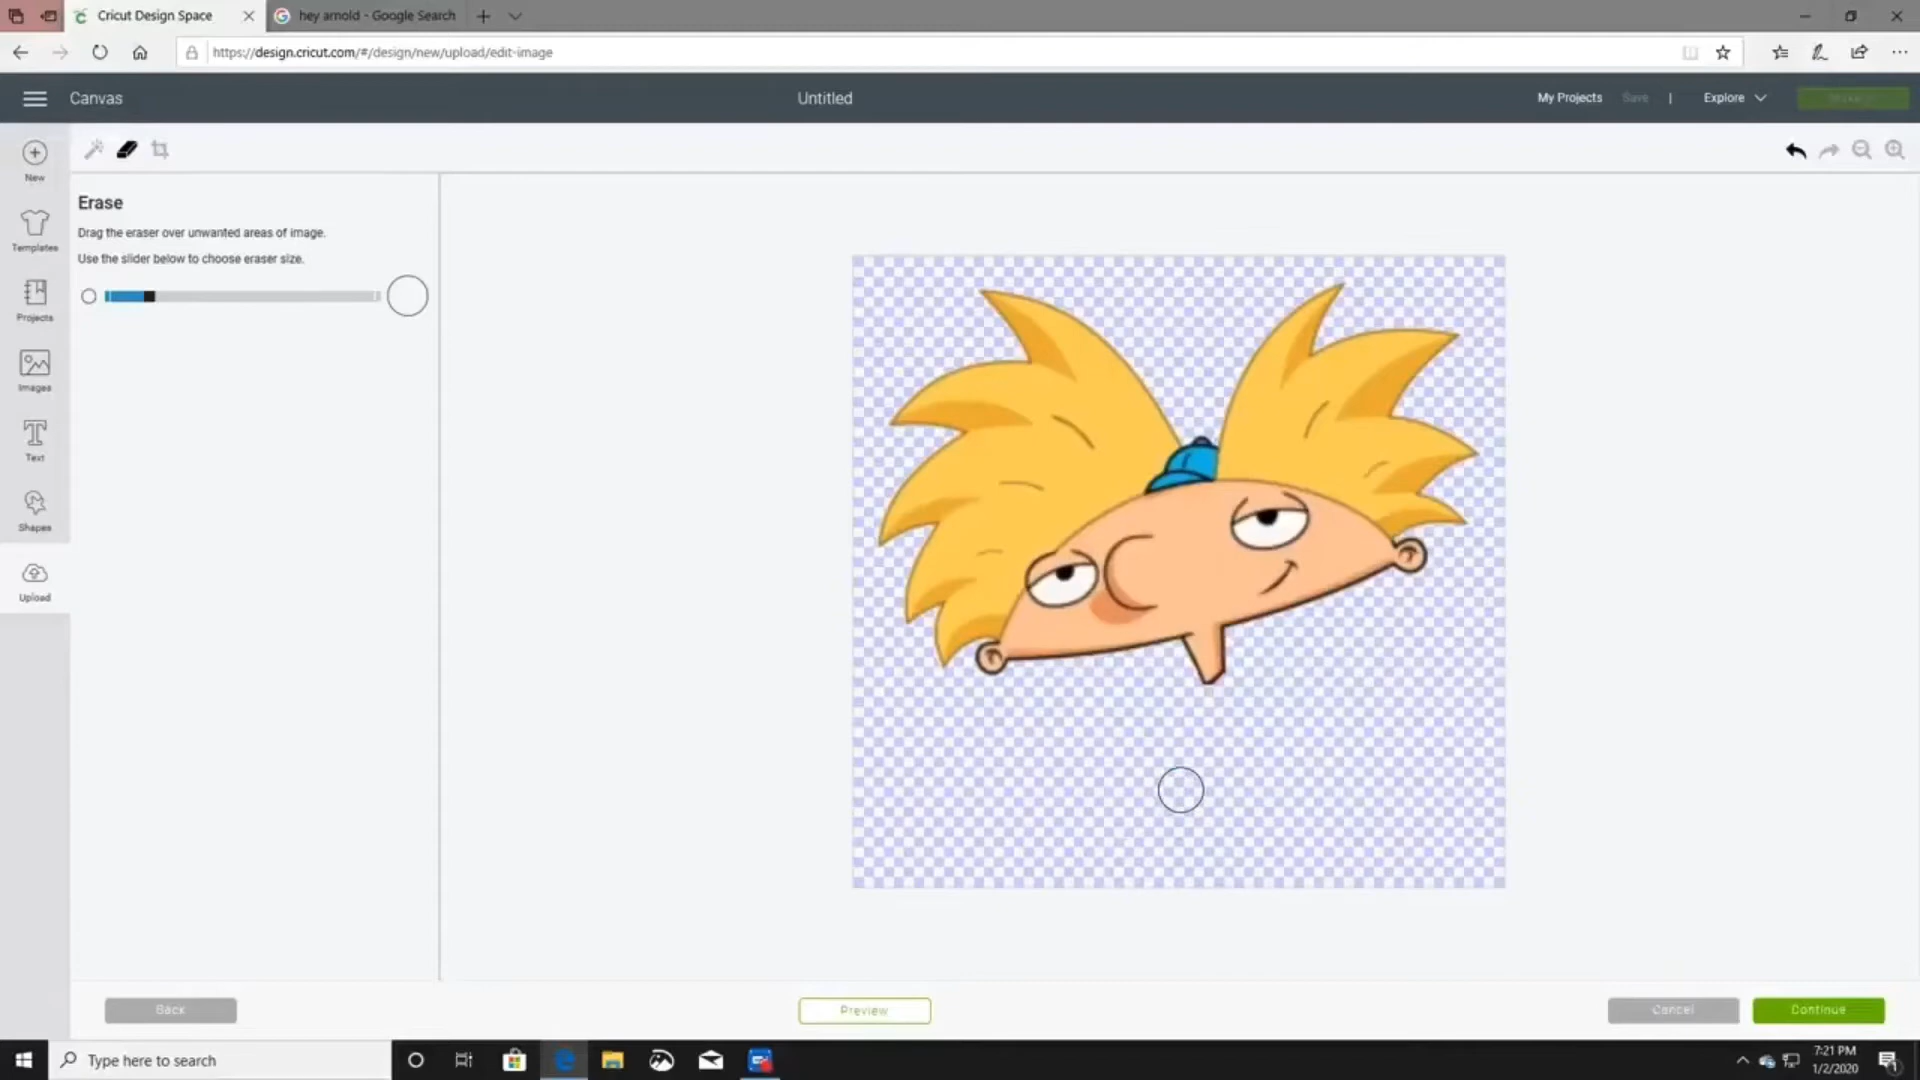 Cricut Design Space
hey arnold - Google Search
https://design.cricut.com/#/design/new/upload/edit-image
Canvas
Untitled
My Projects
Save
|
Explore
New
Templates
Projects
Images
Text
Shapes
Upload
Erase
Drag the eraser over unwanted areas of image.
Use the slider below to choose eraser size.
Back
Preview
Cancel
Continue
Type here to search
7:21 PM
1/2/2020